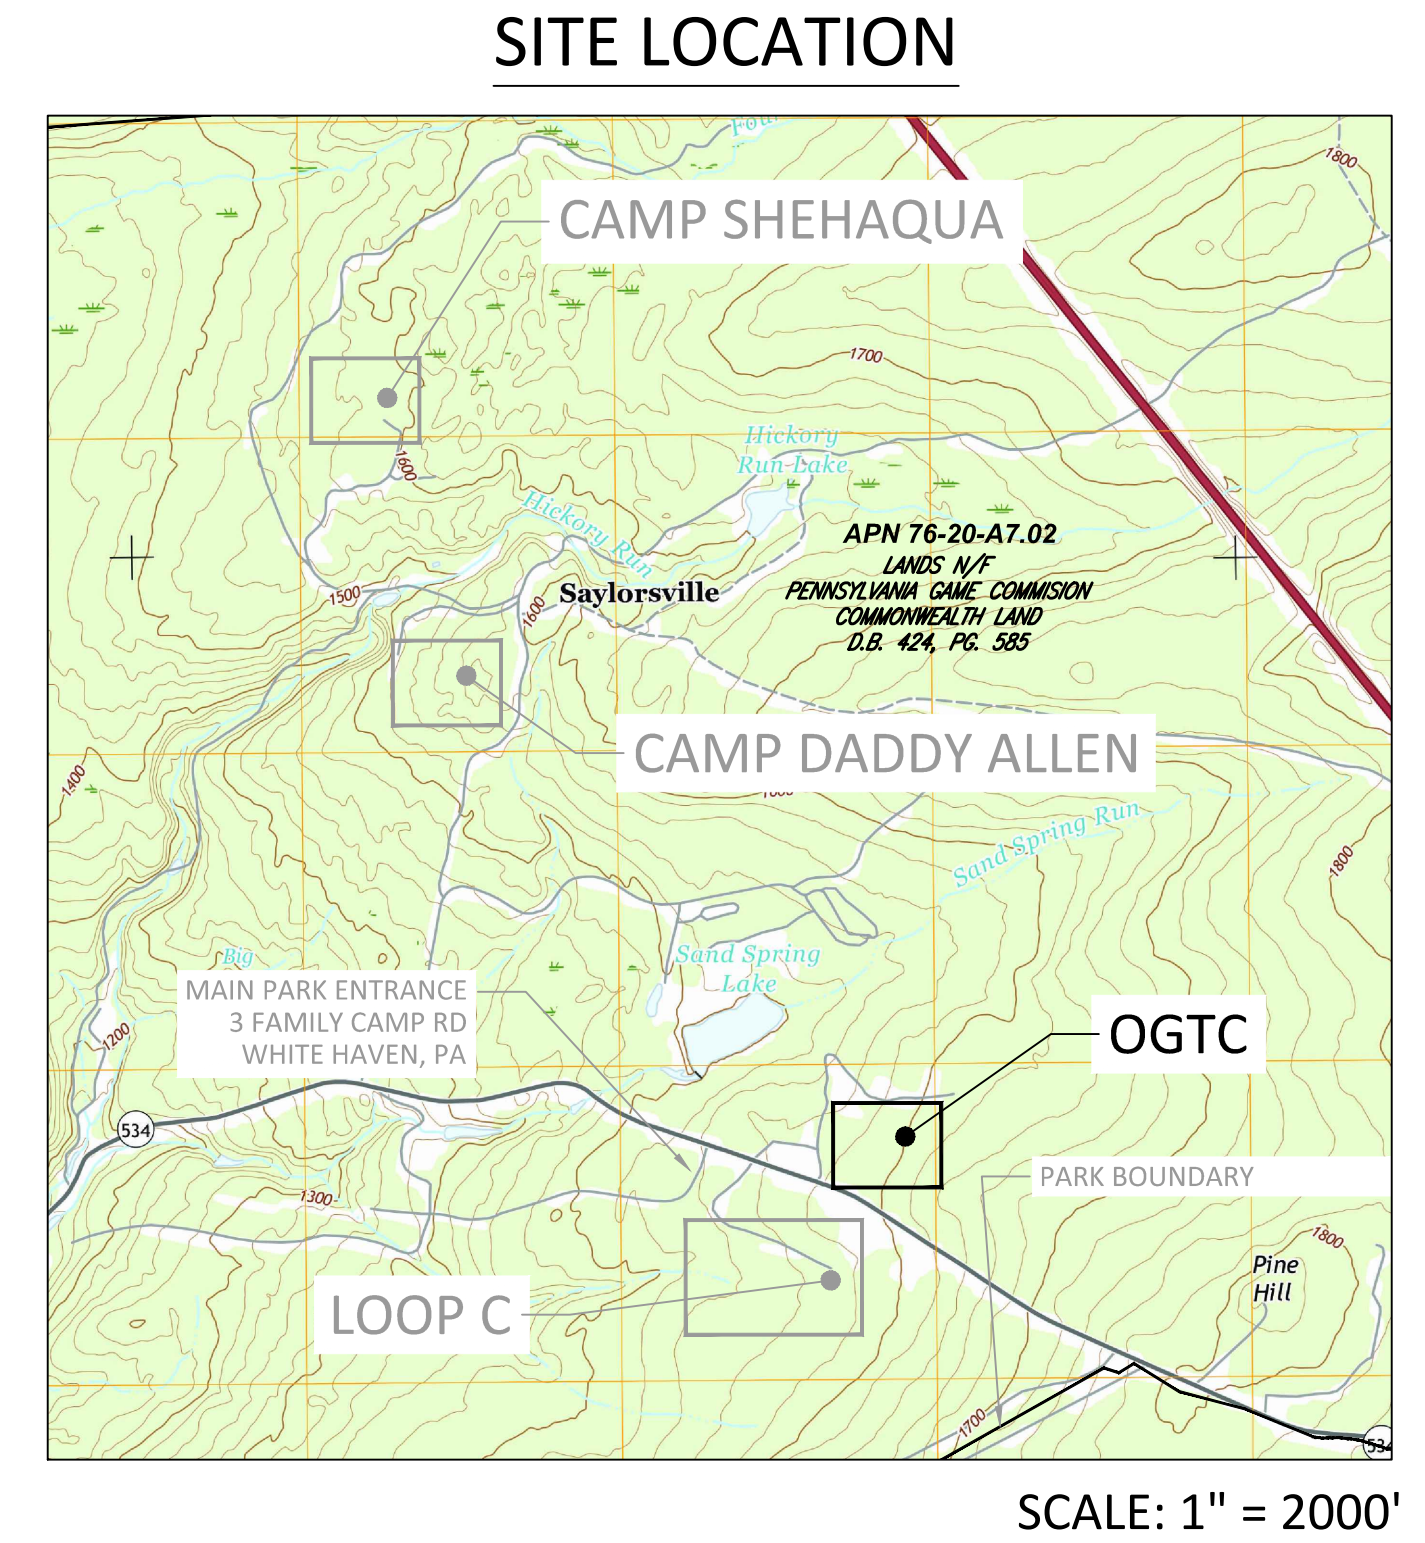 SITE LOCATION
Fou
1800
CAMP SHEHAQUA
1700
Hickory
Run Lake
1600
Hickory Run
APN 76-20-A7.02
LANDS N/F
PENNSYLVANIA GAME COMMISION
COMMONWEALTH LAND
D.B. 424, PG. 585
Saylorsville
1500
1600
CAMP DADDY ALLEN
1400
Sand Spring Run
1800
Big
Sand Spring
Lake
MAIN PARK ENTRANCE
3 FAMILY CAMP RD
WHITE HAVEN, PA
1200
OGTC
534
PARK BOUNDARY
1300
1800
Pine
Hill
LOOP C
1700
534
SCALE: 1" = 2000'